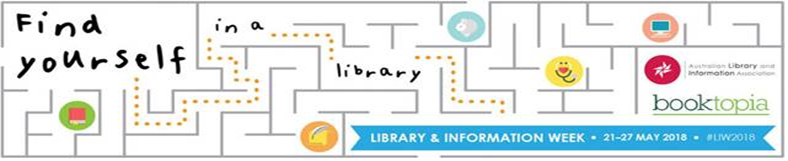 Find
yourself
in a
library
Australian Library and
Information Association
booktopia
LIBRARY & INFORMATION WEEK • 21–27 MAY 2018 • #LIW2018